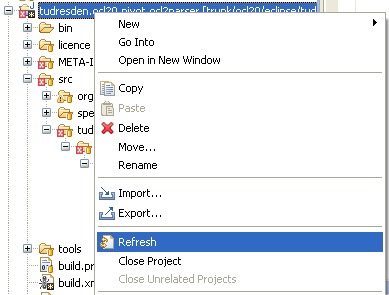 tudresden.ocl20.pivot.ocl2parser [trunk/ocl20/eclipse/tud
bin
licence
META-I
src
org
spe
tud
tools
build.pr
build.xm
New
Go Into
Open in New Window
Copy
Paste
Delete
Move...
Rename
Import...
Export...
Refresh
Close Project
Close Unrelated Projects